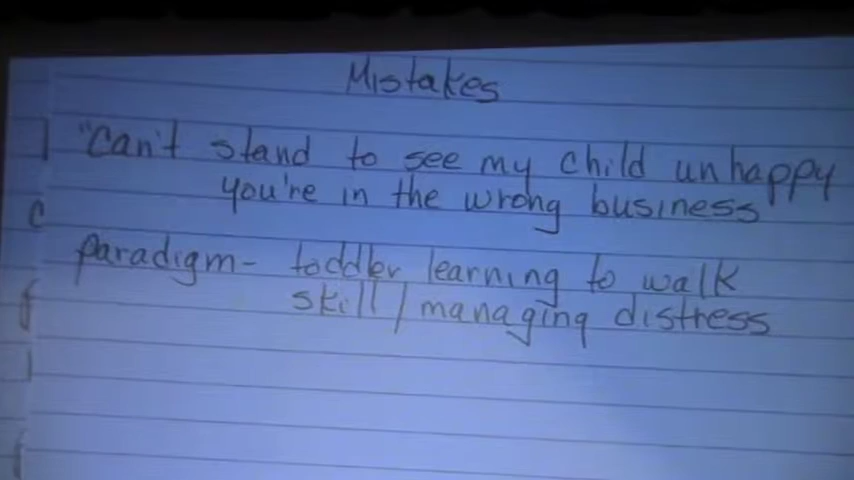 Mistakes
"Can't stand to see my child unhappy
you're in the wrong business
paradigm- toddler learning to walk
skill/managing distress